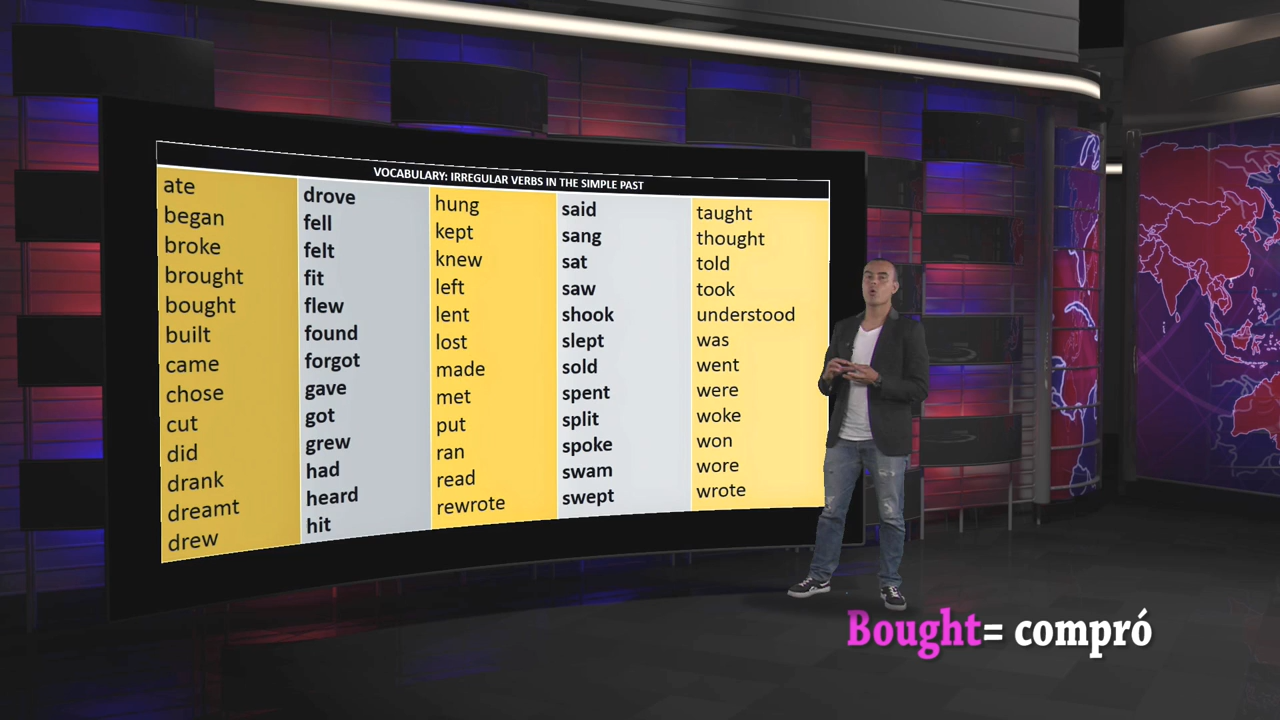 VOCABULARY: IRREGULAR VERBS IN THE SIMPLE PAST
ate
began
broke
brought
bought
built
came
chose
cut
did
drank
dreamt
drew
drove
fell
felt
fit
flew
found
forgot
gave
got
grew
had
heard
hit
hung
kept
knew
left
lent
lost
made
met
put
ran
read
rewrote
said
sang
sat
saw
shook
slept
sold
spent
split
spoke
swam
swept
taught
thought
told
took
understood
was
went
were
woke
won
wore
wrote
Bought= compró